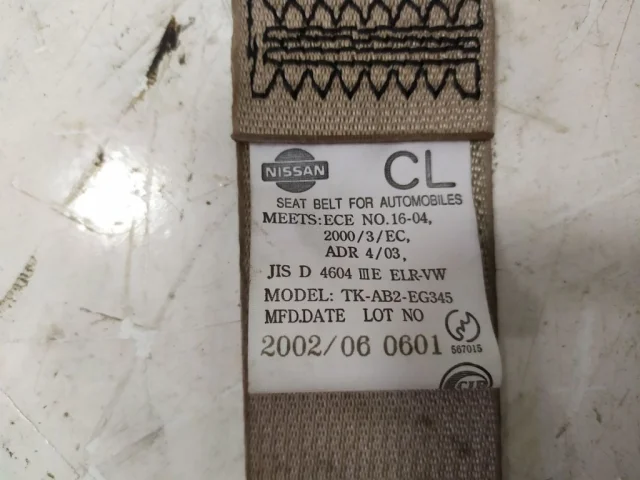 NISSAN CL
SEAT BELT FOR AUTOMOBILES
MEETS:ECE NO.16-04,
2000/3/EC,
ADR 4/03,
JIS D 4604 IIIE ELR-VW
MODEL: TK-AB2-EG345
MFD.DATE LOT NO
2002/06 0601
567015